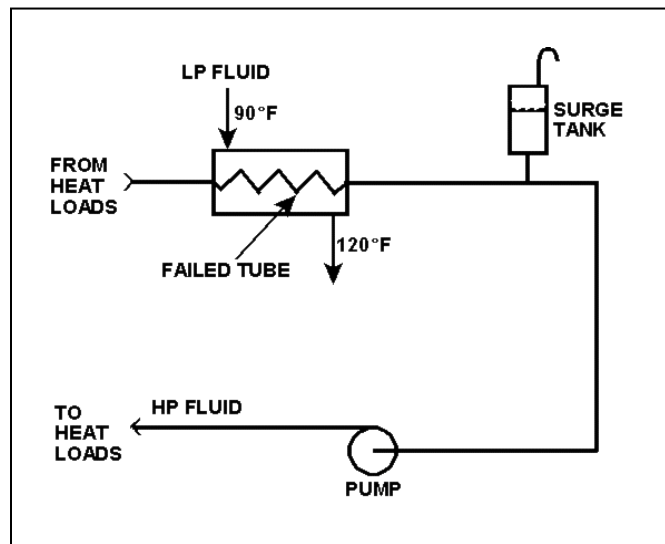 LP FLUID
90°F
SURGE
TANK
FROM
HEAT
LOADS
120°F
FAILED TUBE
TO
HEAT
LOADS
HP FLUID
PUMP